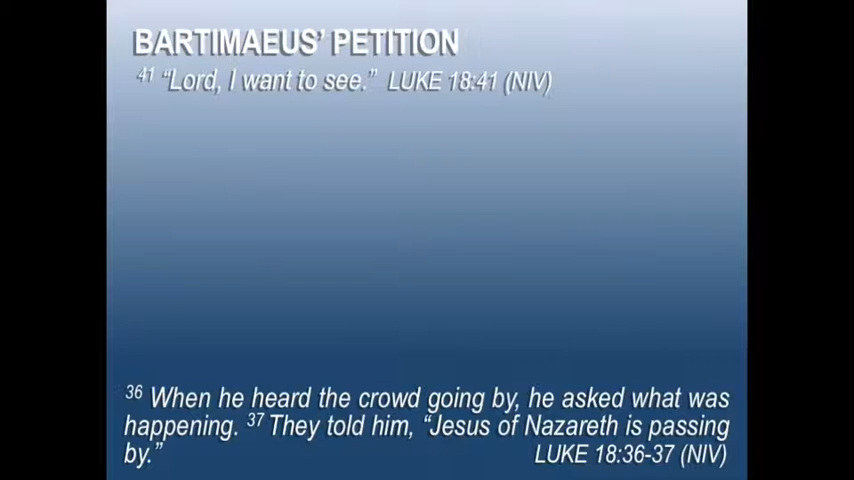 BARTIMAEUS’ PETITION
41 “Lord, I want to see.” LUKE 18:41 (NIV)
36 When he heard the crowd going by, he asked what was
happening. 37 They told him, “Jesus of Nazareth is passing
by.” LUKE 18:36-37 (NIV)